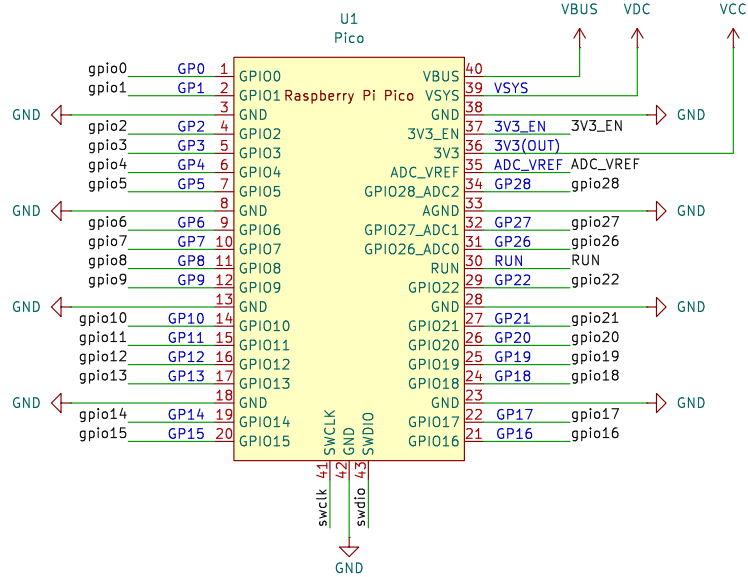 VBUS VDC VCC
U1
Pico
gpio0 GP0 1 GPIO0 VBUS 40
gpio1 GP1 2 GPIO1 Raspberry Pi Pico VSYS 39 VSYS
GND 3 GND GND 38 GND
gpio2 GP2 4 GPIO2 3V3_EN 37 3V3_EN 3V3_EN
gpio3 GP3 5 GPIO3 3V3 36 3V3(OUT)
gpio4 GP4 6 GPIO4 ADC_VREF 35 ADC_VREF ADC_VREF
gpio5 GP5 7 GPIO5 GPIO28_ADC2 34 GP28 gpio28
GND 8 GND AGND 33 GND
gpio6 GP6 9 GPIO6 GPIO27_ADC1 32 GP27 gpio27
gpio7 GP7 10 GPIO7 GPIO26_ADC0 31 GP26 gpio26
gpio8 GP8 11 GPIO8 RUN 30 RUN RUN
gpio9 GP9 12 GPIO9 GPIO22 29 GP22 gpio22
GND 13 GND GND 28 GND
gpio10 GP10 14 GPIO10 GPIO21 27 GP21 gpio21
gpio11 GP11 15 GPIO11 GPIO20 26 GP20 gpio20
gpio12 GP12 16 GPIO12 GPIO19 25 GP19 gpio19
gpio13 GP13 17 GPIO13 GPIO18 24 GP18 gpio18
GND 18 GND GND 23 GND
gpio14 GP14 19 GPIO14 GPIO17 22 GP17 gpio17
gpio15 GP15 20 GPIO15 GPIO16 21 GP16 gpio16
SWCLK GND SWDIO
41 42 43
swclk swdio
GND